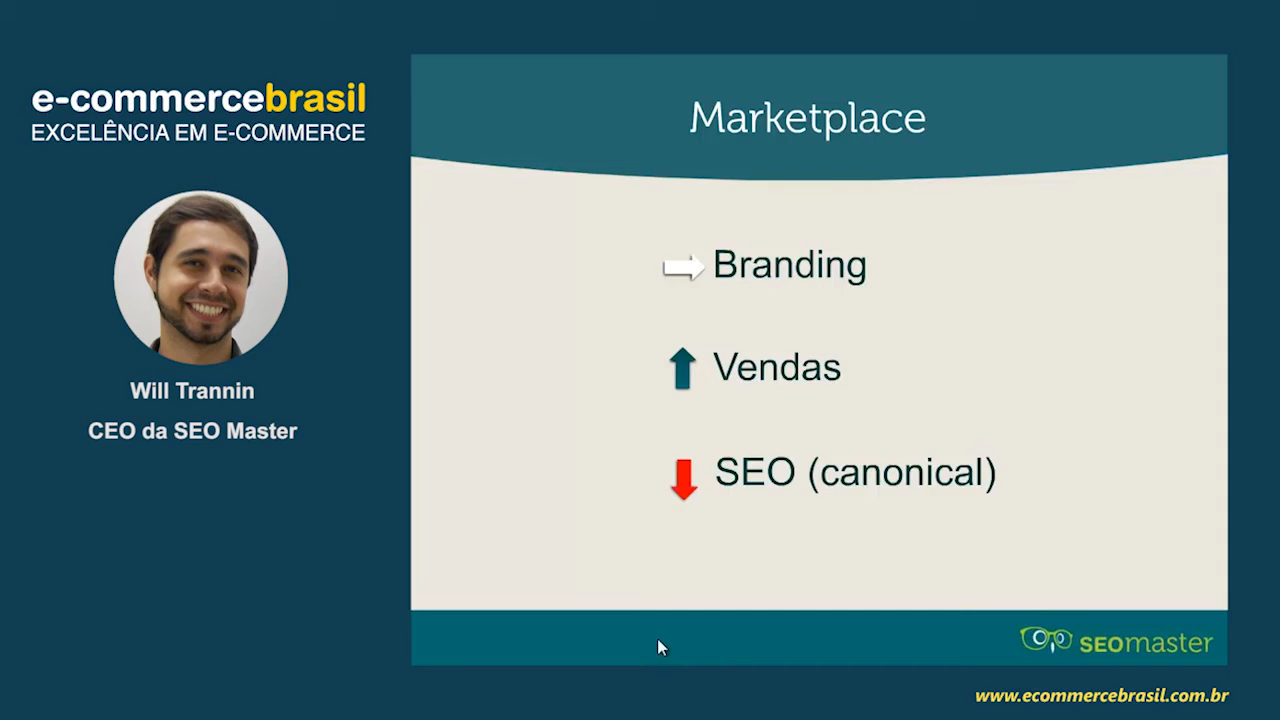 e-commercebrasil
EXCELÊNCIA EM E-COMMERCE
Will Trannin
CEO da SEO Master
Marketplace
Branding
Vendas
SEO (canonical)
SEOmaster
www.ecommercebrasil.com.br